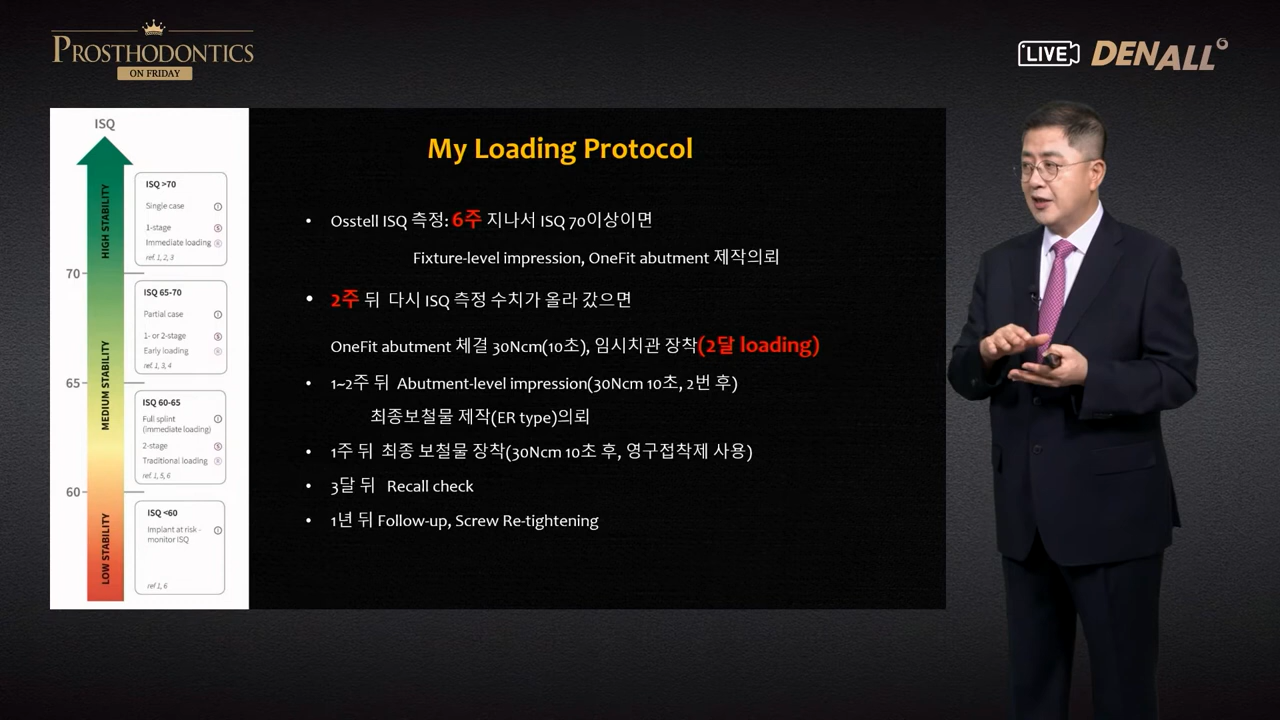 PROSTHODONTICS
ON FRIDAY
LIVE
DENALL
ISQ
HIGH STABILITY
MEDIUM STABILITY
LOW STABILITY
70
65
60
ISQ >70
Single case
1-stage
Immediate loading
ref. 1, 2, 3
ISQ 65-70
Partial case
1- or 2-stage
Early loading
ref. 1, 3, 4
ISQ 60-65
Full splint
(immediate loading)
2-stage
Traditional loading
ref. 1, 5, 6
ISQ <60
Implant at risk -
monitor ISQ
ref 1, 6
My Loading Protocol
• Osstell ISQ 측정: 6주 지나서 ISQ 70이상이면
Fixture-level impression, OneFit abutment 제작의뢰
• 2주 뒤 다시 ISQ 측정 수치가 올라 갔으면
OneFit abutment 체결 30Ncm(10초), 임시치관 장착(2달 loading)
• 1~2주 뒤 Abutment-level impression(30Ncm 10초, 2번 후)
최종보철물 제작(ER type)의뢰
• 1주 뒤 최종 보철물 장착(30Ncm 10초 후, 영구접착제 사용)
• 3달 뒤 Recall check
• 1년 뒤 Follow-up, Screw Re-tightening